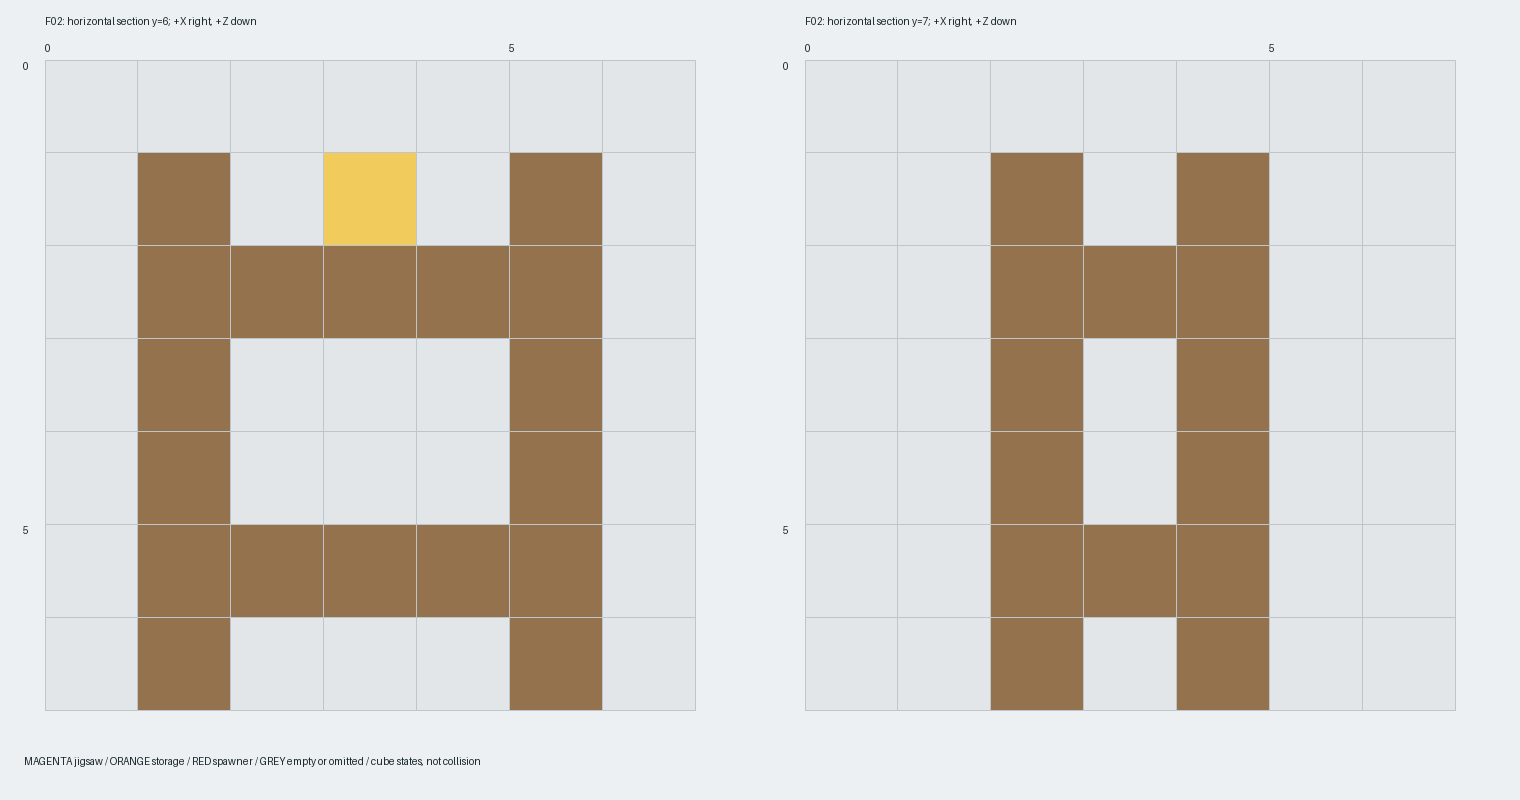 F02: horizontal section y=6; +X right, +Z down
F02: horizontal section y=7; +X right, +Z down
0 5
0 5
0
0
5
5
MAGENTA jigsaw / ORANGE storage / RED spawner / GREY empty or omitted / cube states, not collision